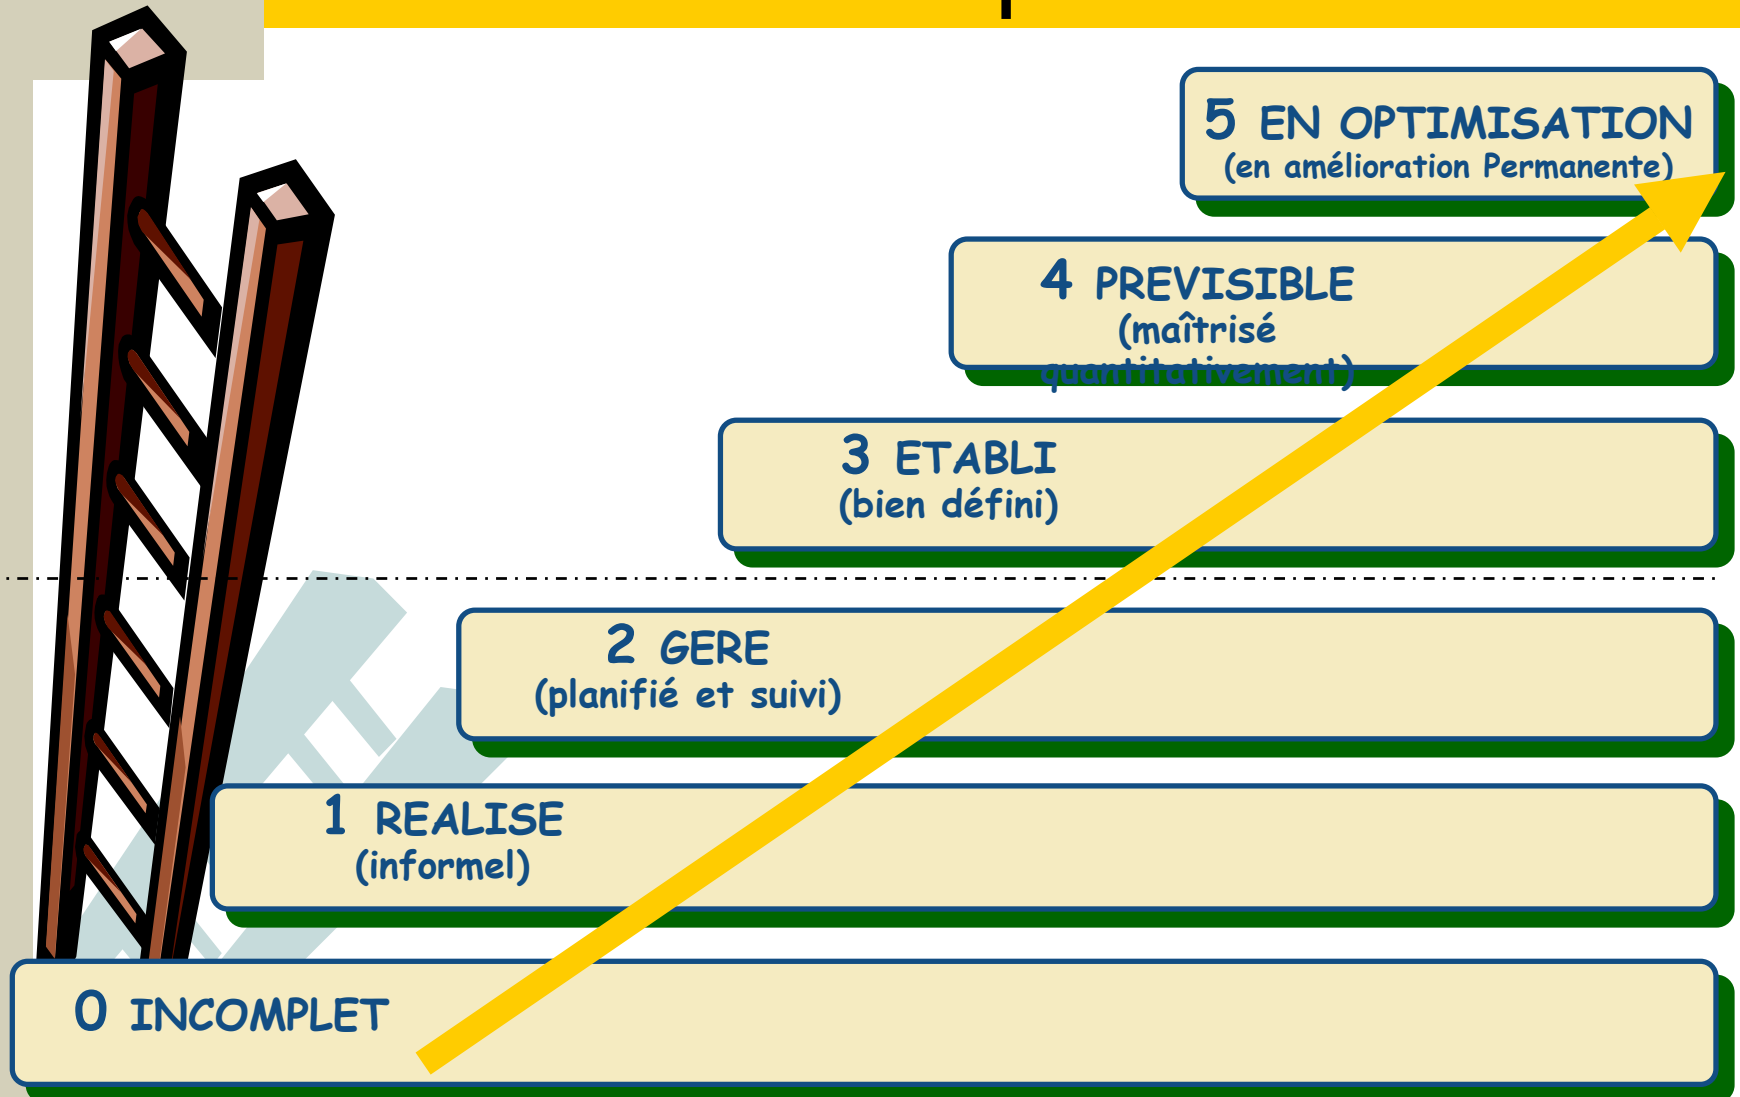 5 EN OPTIMISATION
(en amélioration Permanente)
4 PREVISIBLE
(maîtrisé
quantitativement)
3 ETABLI
(bien défini)
2 GERE
(planifié et suivi)
1 REALISE
(informel)
0 INCOMPLET